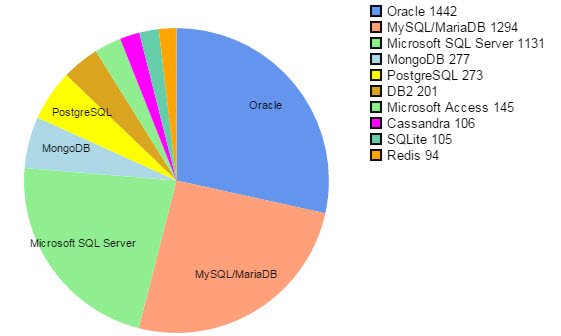 Oracle 1442
MySQL/MariaDB 1294
Microsoft SQL Server 1131
MongoDB 277
PostgreSQL 273
DB2 201
Microsoft Access 145
Cassandra 106
SQLite 105
Redis 94
Oracle
PostgreSQL
MongoDB
Microsoft SQL Server
MySQL/MariaDB